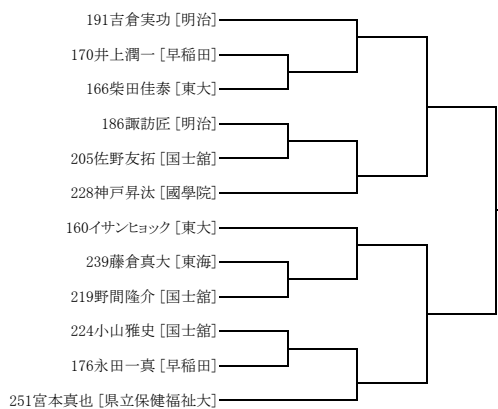 191吉倉実功 [明治]
170井上潤一 [早稲田]
166柴田佳泰 [東大]
186諏訪匠 [明治]
205佐野友拓 [国士舘]
228神戸昇汰 [國學院]
160イサンヒョック [東大]
239藤倉真大 [東海]
219野間隆介 [国士舘]
224小山雅史 [国士舘]
176永田一真 [早稲田]
251宮本真也 [県立保健福祉大]